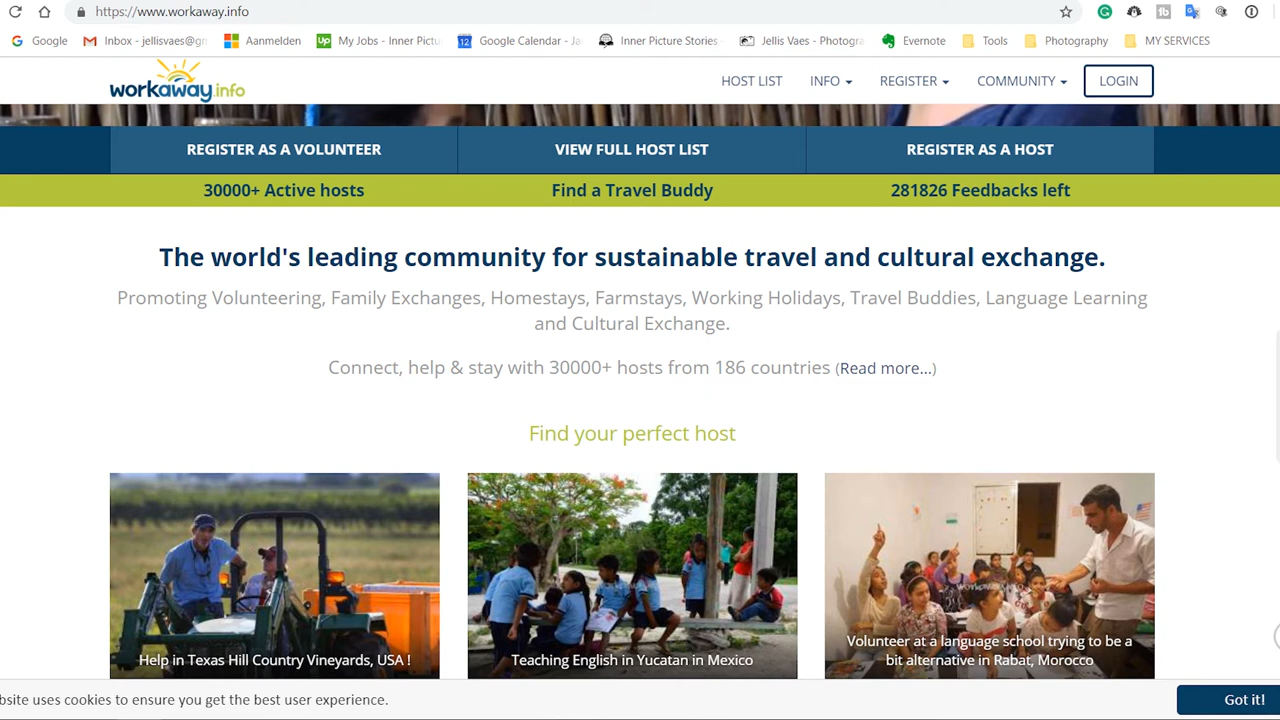 https://www.workaway.info
Google
Inbox - jellisvaes@gr
Aanmelden
Up
My Jobs - Inner Pictu
12
Google Calendar - Ja
Inner Picture Stories -
Jellis Vaes - Photogra
Evernote
Tools
Photography
MY SERVICES
workaway.info
HOST LIST
INFO
REGISTER
COMMUNITY
LOGIN
REGISTER AS A VOLUNTEER
VIEW FULL HOST LIST
REGISTER AS A HOST
30000+ Active hosts
Find a Travel Buddy
281826 Feedbacks left
The world's leading community for sustainable travel and cultural exchange.
Promoting Volunteering, Family Exchanges, Homestays, Farmstays, Working Holidays, Travel Buddies, Language Learning
and Cultural Exchange.
Connect, help & stay with 30000+ hosts from 186 countries (Read more...)
Find your perfect host
Help in Texas Hill Country Vineyards, USA !
Teaching English in Yucatan in Mexico
Volunteer at a language school trying to be a
bit alternative in Rabat, Morocco
bsite uses cookies to ensure you get the best user experience.
Got it!